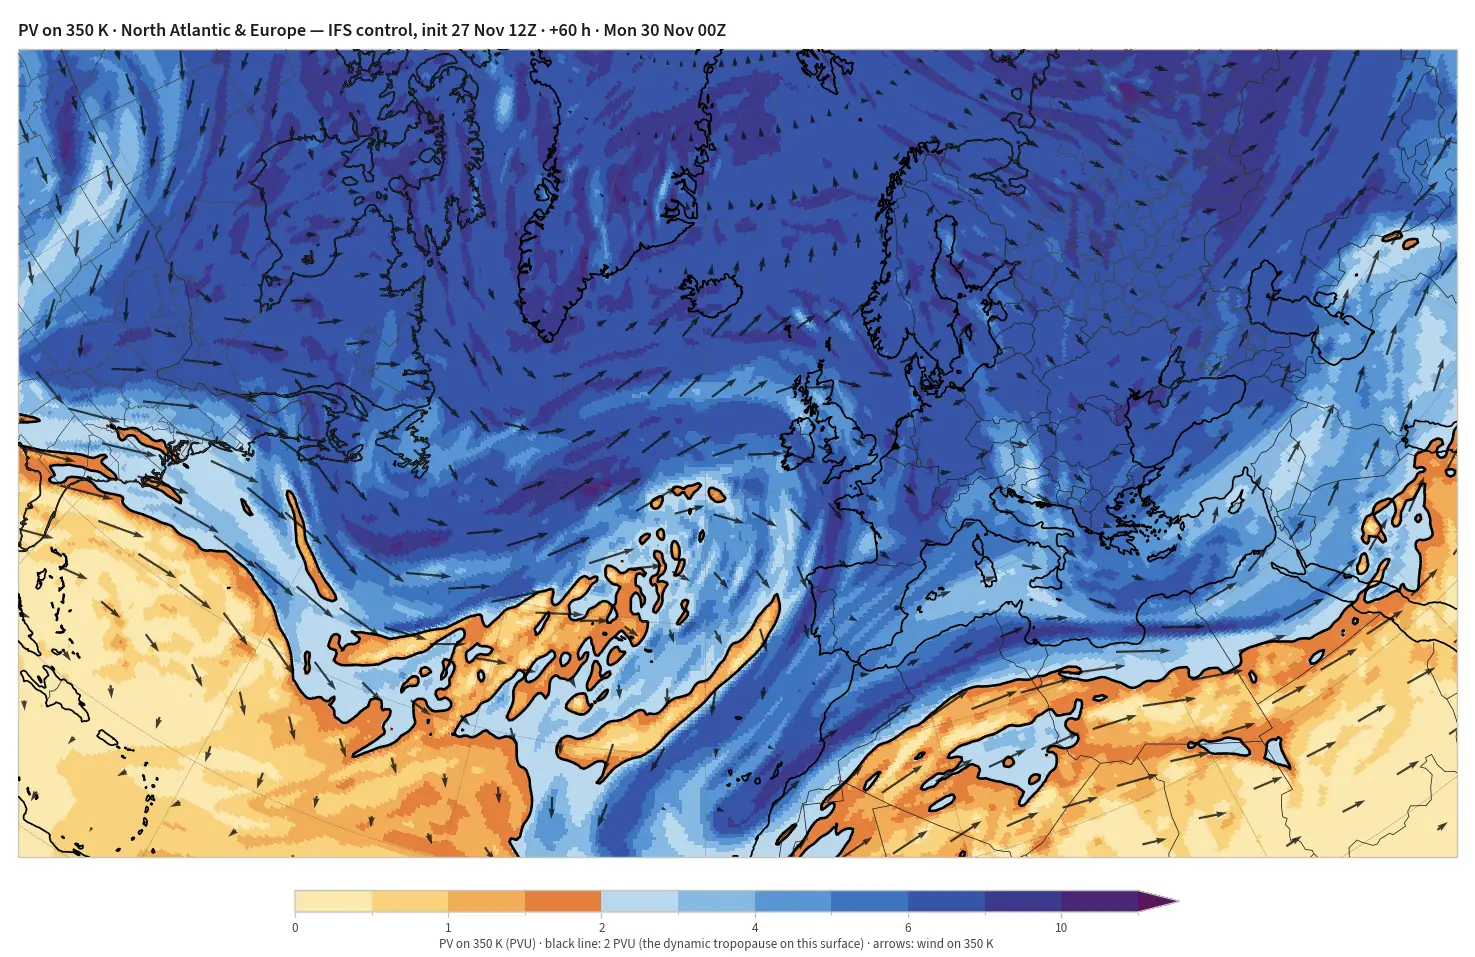 PV on 350 K · North Atlantic & Europe — IFS control, init 27 Nov 12Z · +60 h · Mon 30 Nov 00Z
0 1 2 4 6 10
PV on 350 K (PVU) · black line: 2 PVU (the dynamic tropopause on this surface) · arrows: wind on 350 K